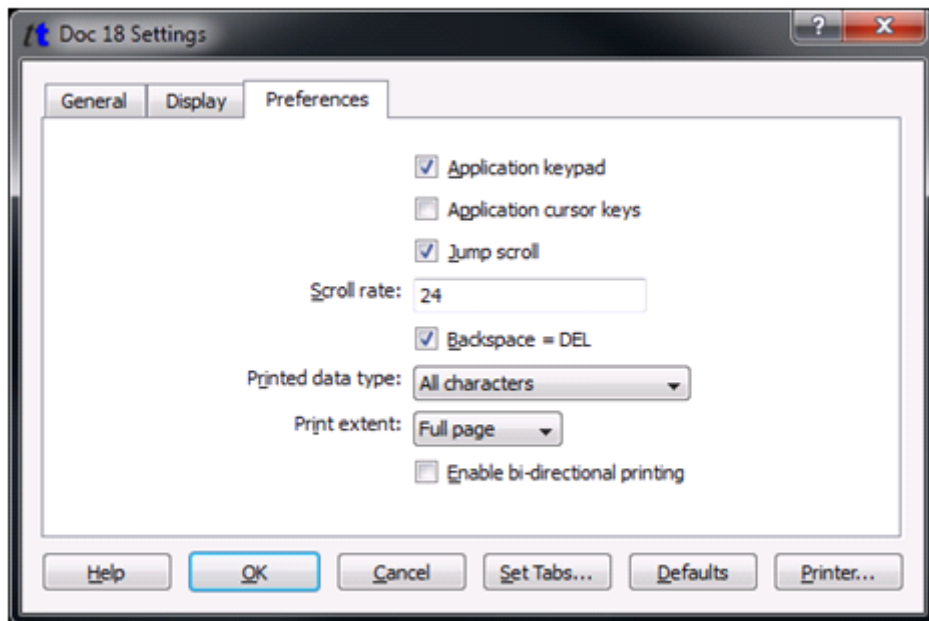 tt Doc 18 Settings ?
General Display Preferences
Application keypad
Application cursor keys
Jump scroll
Scroll rate: 24
Backspace = DEL
Printed data type: All characters
Print extent: Full page
Enable bi-directional printing
Help OK Cancel Set Tabs... Defaults Printer...